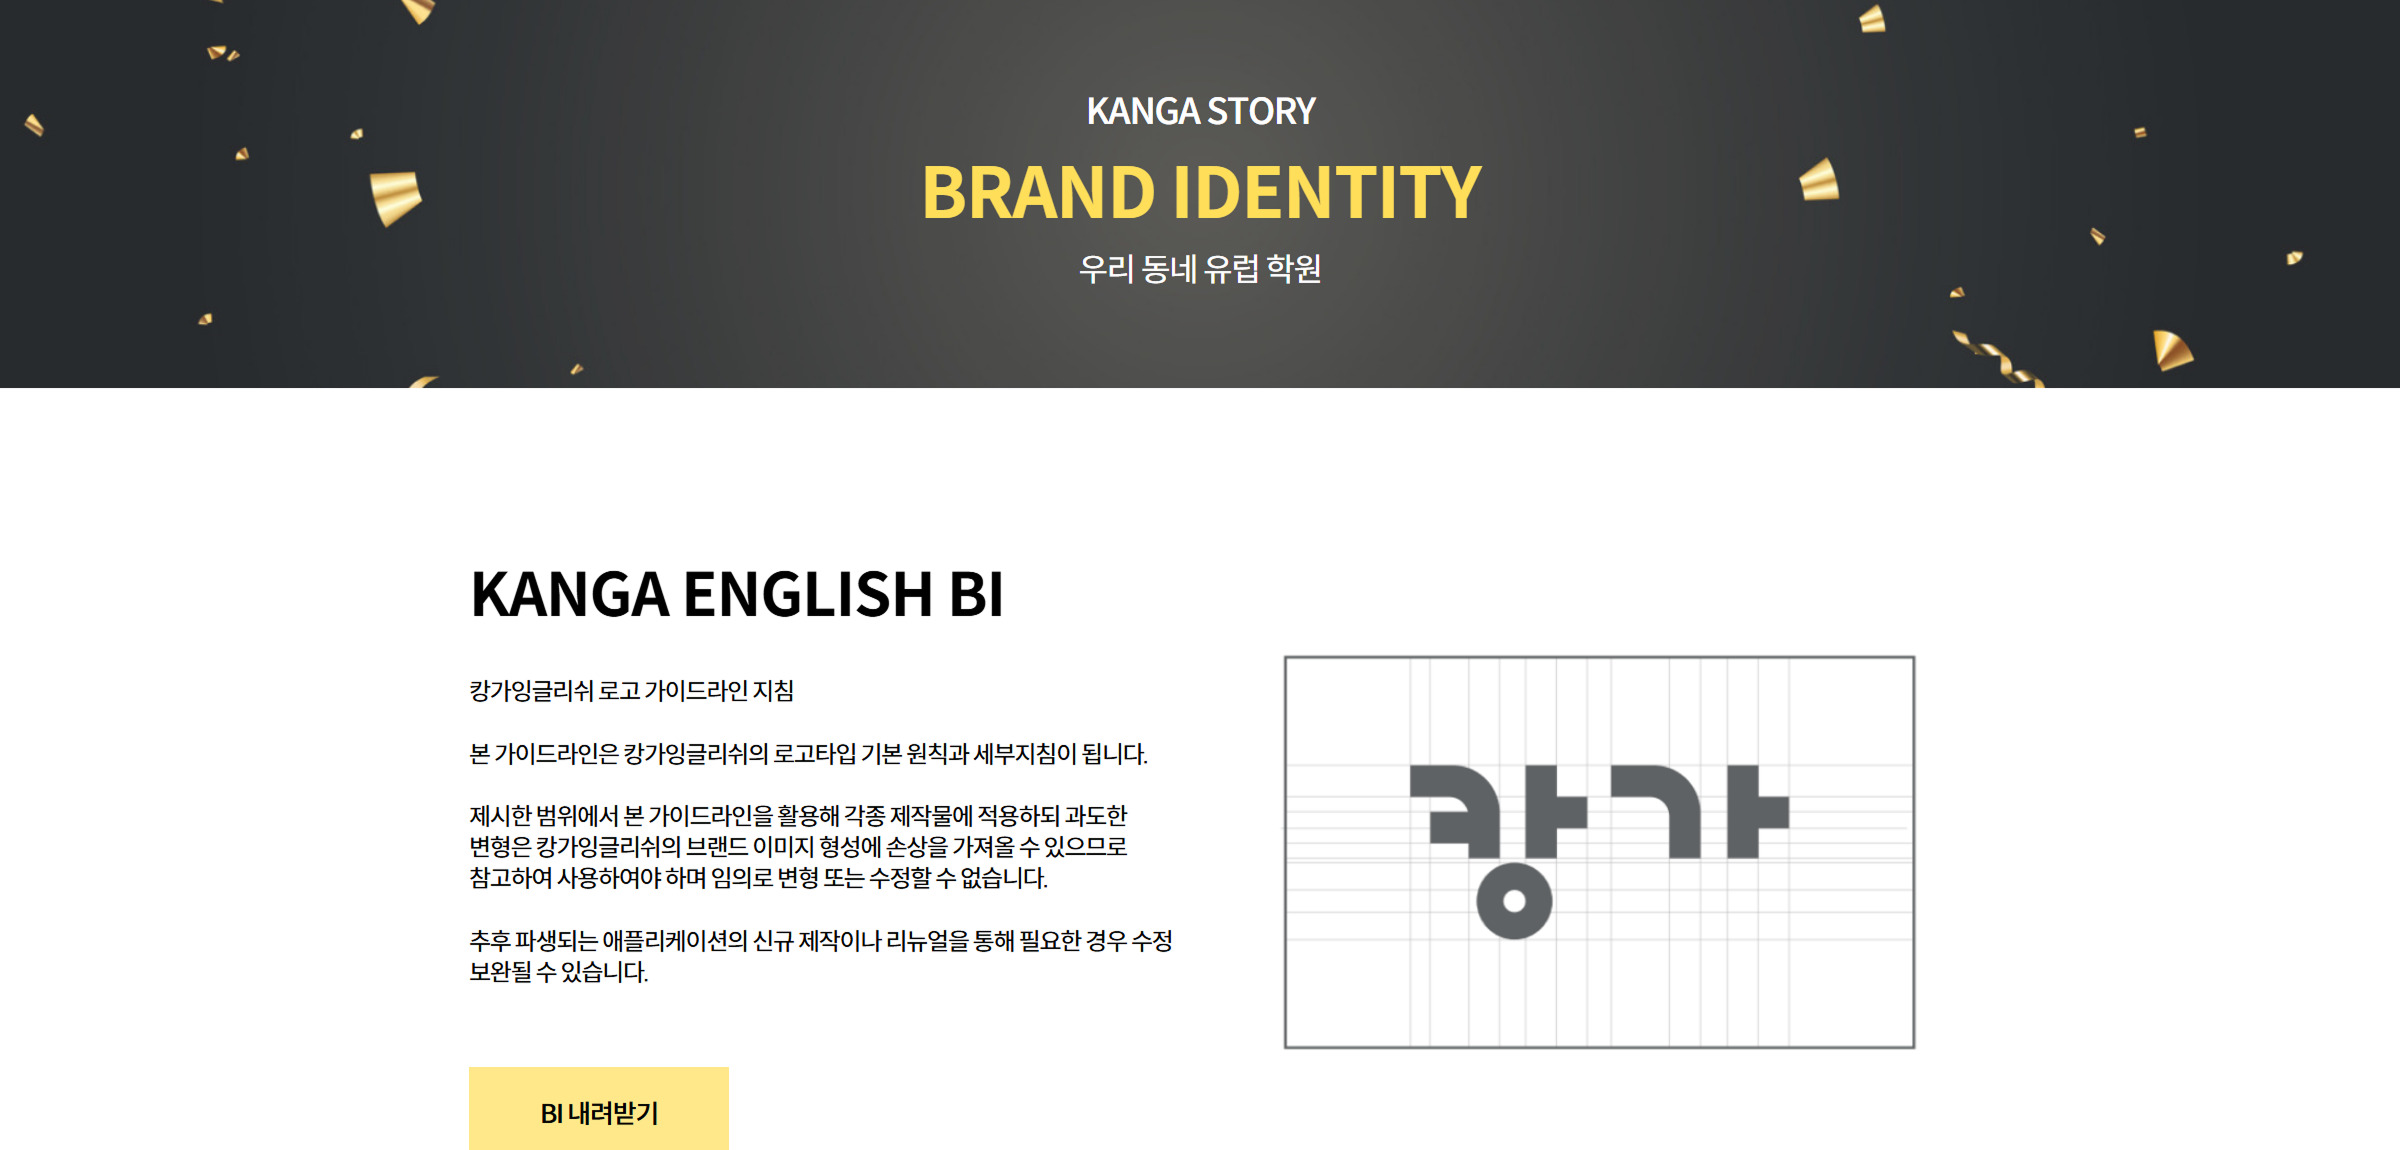 KANGA STORY
BRAND IDENTITY
우리 동네 유럽 학원
KANGA ENGLISH BI
캉가잉글리쉬 로고 가이드라인 지침
본 가이드라인은 캉가잉글리쉬의 로고타입 기본 원칙과 세부지침이 됩니다.
제시한 범위에서 본 가이드라인을 활용해 각종 제작물에 적용하되 과도한
변형은 캉가잉글리쉬의 브랜드 이미지 형성에 손상을 가져올 수 있으므로
참고하여 사용하여야 하며 임의로 변형 또는 수정할 수 없습니다.
추후 파생되는 애플리케이션의 신규 제작이나 리뉴얼을 통해 필요한 경우 수정
보완될 수 있습니다.
BI 내려받기
캉가